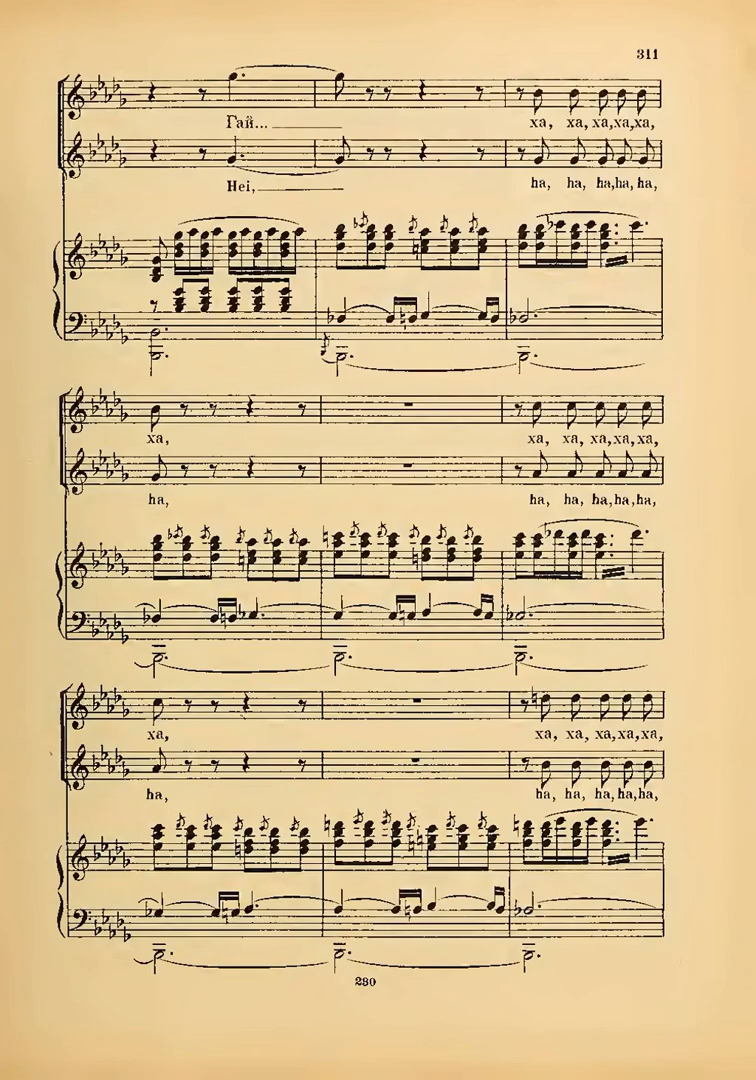 311
Гай...
Hei,
ха, ха, ха,ха,ха,
ha, ha, ha,ha,ha,
ха,
ха, ха, ха,ха,ха,
ha,
ha, ha, ha,ha,ha,
ха,
ха, ха, ха,ха,ха,
ha,
ha, ha, ha,ha,ha,
230